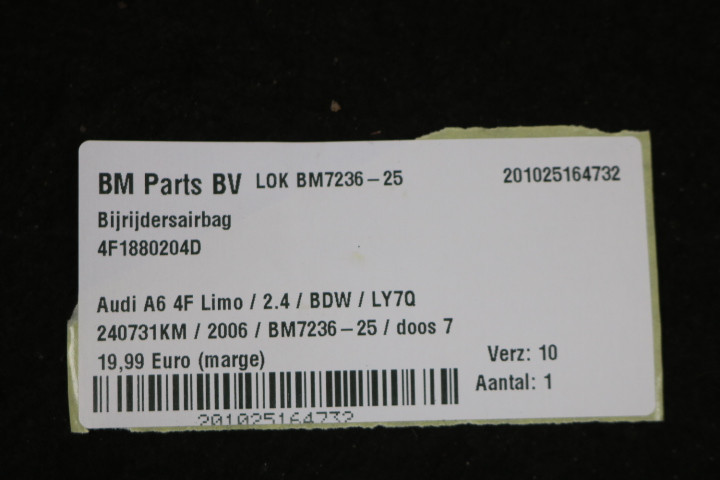 BM Parts BV LOK BM7236-25 201025164732
Bijrijdersairbag
4F1880204D
Audi A6 4F Limo / 2.4 / BDW / LY7Q
240731KM / 2006 / BM7236-25 / doos 7
19,99 Euro (marge) Verz: 10
Aantal: 1
201025164732